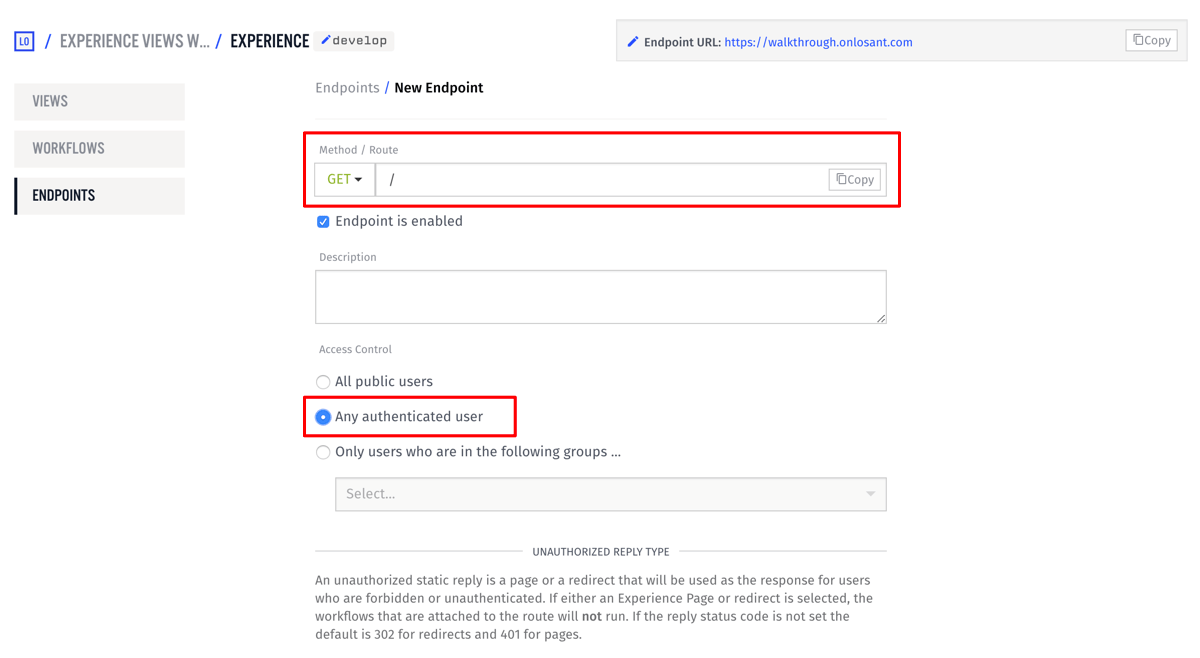 LO / EXPERIENCE VIEWS W... / EXPERIENCE develop
Endpoint URL: https://walkthrough.onlosant.com Copy
VIEWS
WORKFLOWS
ENDPOINTS
Endpoints / New Endpoint
Method / Route
GET / Copy
Endpoint is enabled
Description
Access Control
All public users
Any authenticated user
Only users who are in the following groups ...
Select...
UNAUTHORIZED REPLY TYPE
An unauthorized static reply is a page or a redirect that will be used as the response for users
who are forbidden or unauthenticated. If either an Experience Page or redirect is selected, the
workflows that are attached to the route will not run. If the reply status code is not set the
default is 302 for redirects and 401 for pages.